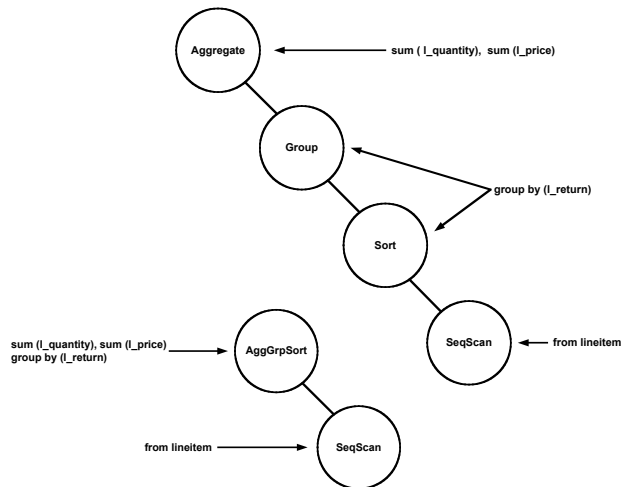 Aggregate
sum ( l_quantity), sum (l_price)
Group
group by (l_return)
Sort
SeqScan
from lineitem
sum (l_quantity), sum (l_price)
group by (l_return)
AggGrpSort
from lineitem
SeqScan